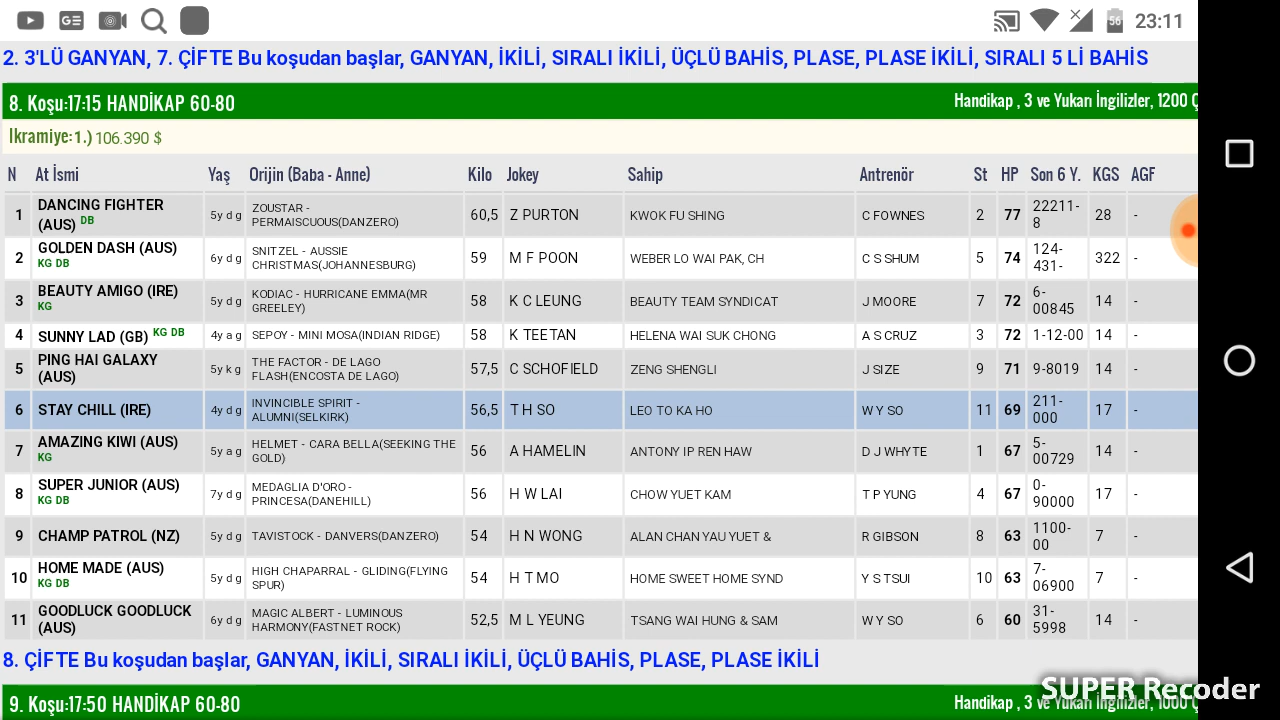 56 23:11
2. 3'LÜ GANYAN, 7. ÇİFTE Bu koşudan başlar, GANYAN, İKİLİ, SIRALI İKİLİ, ÜÇLÜ BAHİS, PLASE, PLASE İKİLİ, SIRALI 5 Lİ BAHİS
8. Koşu:17:15 HANDİKAP 60-80 Handikap , 3 ve Yukarı İngilizler, 1200 Ç
Ikramiye:1.) 106.390 $
N At İsmi Yaş Orijin (Baba - Anne) Kilo Jokey Sahip Antrenör St HP Son 6 Y. KGS AGF
1 DANCING FIGHTER (AUS) DB 5y d g ZOUSTAR - PERMAISCUOUS(DANZERO) 60,5 Z PURTON KWOK FU SHING C FOWNES 2 77 22211-8 28 -
2 GOLDEN DASH (AUS) KG DB 6y d g SNITZEL - AUSSIE CHRISTMAS(JOHANNESBURG) 59 M F POON WEBER LO WAI PAK, CH C S SHUM 5 74 124-431- 322 -
3 BEAUTY AMIGO (IRE) KG 5y d g KODIAC - HURRICANE EMMA(MR GREELEY) 58 K C LEUNG BEAUTY TEAM SYNDICAT J MOORE 7 72 6-00845 14 -
4 SUNNY LAD (GB) KG DB 4y a g SEPOY - MINI MOSA(INDIAN RIDGE) 58 K TEETAN HELENA WAI SUK CHONG A S CRUZ 3 72 1-12-00 14 -
5 PING HAI GALAXY (AUS) 5y k g THE FACTOR - DE LAGO FLASH(ENCOSTA DE LAGO) 57,5 C SCHOFIELD ZENG SHENGLI J SIZE 9 71 9-8019 14 -
6 STAY CHILL (IRE) 4y d g INVINCIBLE SPIRIT - ALUMNI(SELKIRK) 56,5 T H SO LEO TO KA HO W Y SO 11 69 211-000 17 -
7 AMAZING KIWI (AUS) KG 5y a g HELMET - CARA BELLA(SEEKING THE GOLD) 56 A HAMELIN ANTONY IP REN HAW D J WHYTE 1 67 5-00729 14 -
8 SUPER JUNIOR (AUS) KG DB 7y d g MEDAGLIA D'ORO - PRINCESA(DANEHILL) 56 H W LAI CHOW YUET KAM T P YUNG 4 67 0-90000 17 -
9 CHAMP PATROL (NZ) 5y d g TAVISTOCK - DANVERS(DANZERO) 54 H N WONG ALAN CHAN YAU YUET & R GIBSON 8 63 1100-00 7 -
10 HOME MADE (AUS) KG DB 5y d g HIGH CHAPARRAL - GLIDING(FLYING SPUR) 54 H T MO HOME SWEET HOME SYND Y S TSUI 10 63 7-06900 7 -
11 GOODLUCK GOODLUCK (AUS) 6y d g MAGIC ALBERT - LUMINOUS HARMONY(FASTNET ROCK) 52,5 M L YEUNG TSANG WAI HUNG & SAM W Y SO 6 60 31-5998 14 -
8. ÇİFTE Bu koşudan başlar, GANYAN, İKİLİ, SIRALI İKİLİ, ÜÇLÜ BAHİS, PLASE, PLASE İKİLİ
9. Koşu:17:50 HANDİKAP 60-80 Handikap , 3 ve Yukarı İngilizler, 1000 Ç
SUPER Recoder